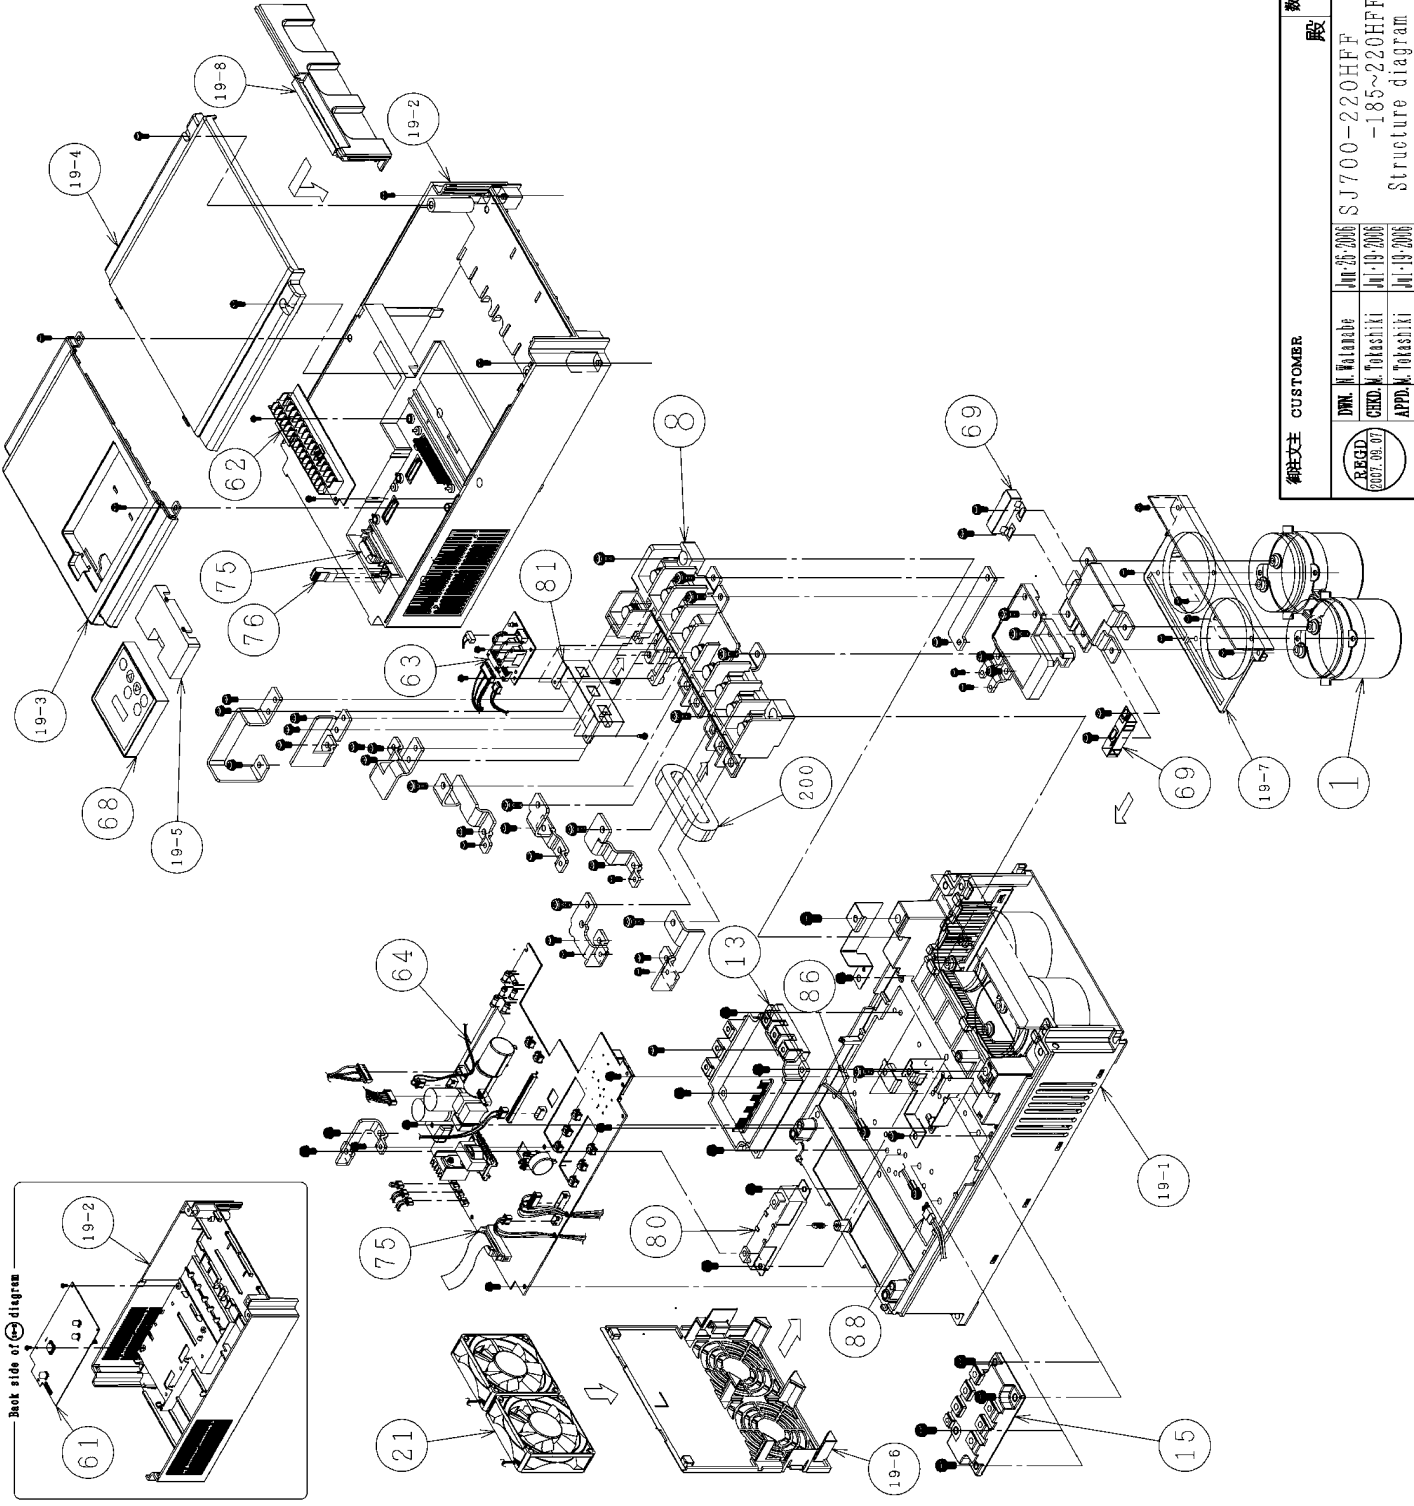 Back side of 19-2 diagram
61
19-2
21
19-6
75
64
80
88
13
86
15
19-1
68
19-5
19-3
76
75
62
63
81
200
8
69
69
19-7
1
19-4
19-8
19-2
御注文主 CUSTOMER
殿
数
REGD
2007.09.07
DWN. N.Watanabe Jun-26-2006
CHKD. M.Tokashiki Jul-19-2006
APPD. M.Tokashiki Jul-19-2006
SJ700-220HFF
-185~220HFF
Structure diagram